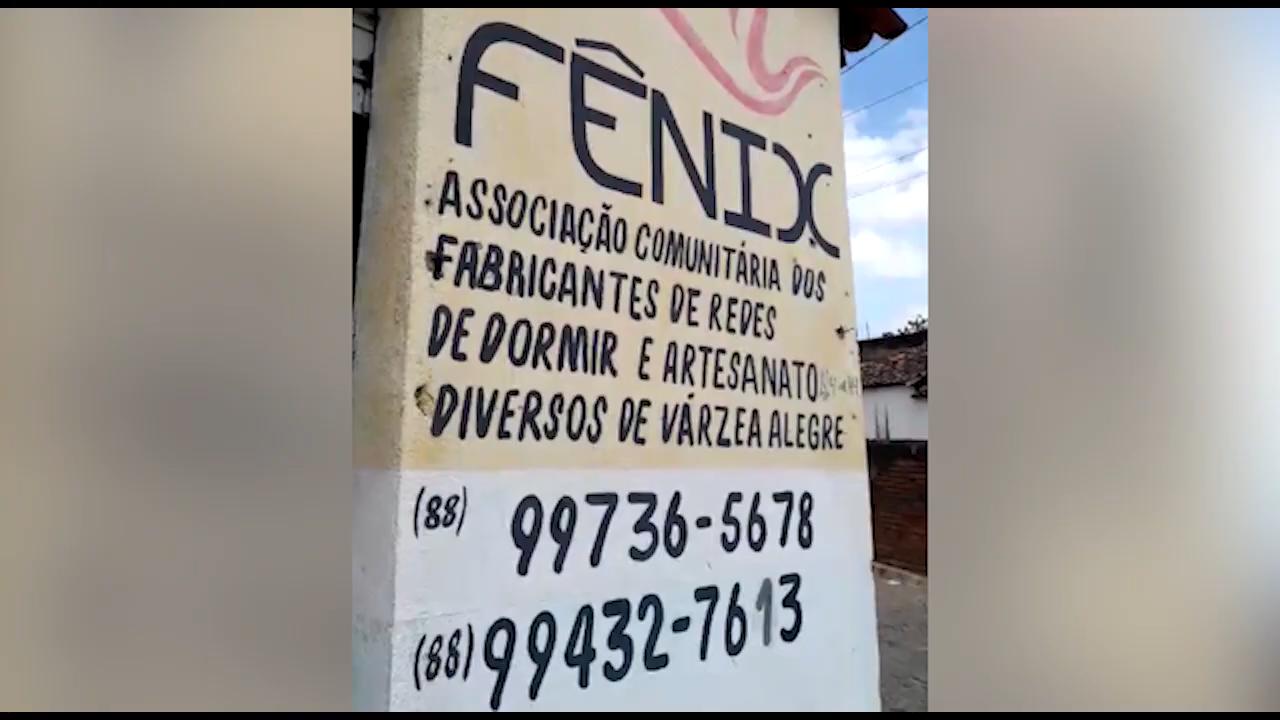 FÊNIX
ASSOCIAÇÃO COMUNITÁRIA DOS
FABRICANTES DE REDES
DE DORMIR E ARTESANATO
DIVERSOS DE VÁRZEA ALEGRE
(88) 99736-5678
(88) 99432-7613